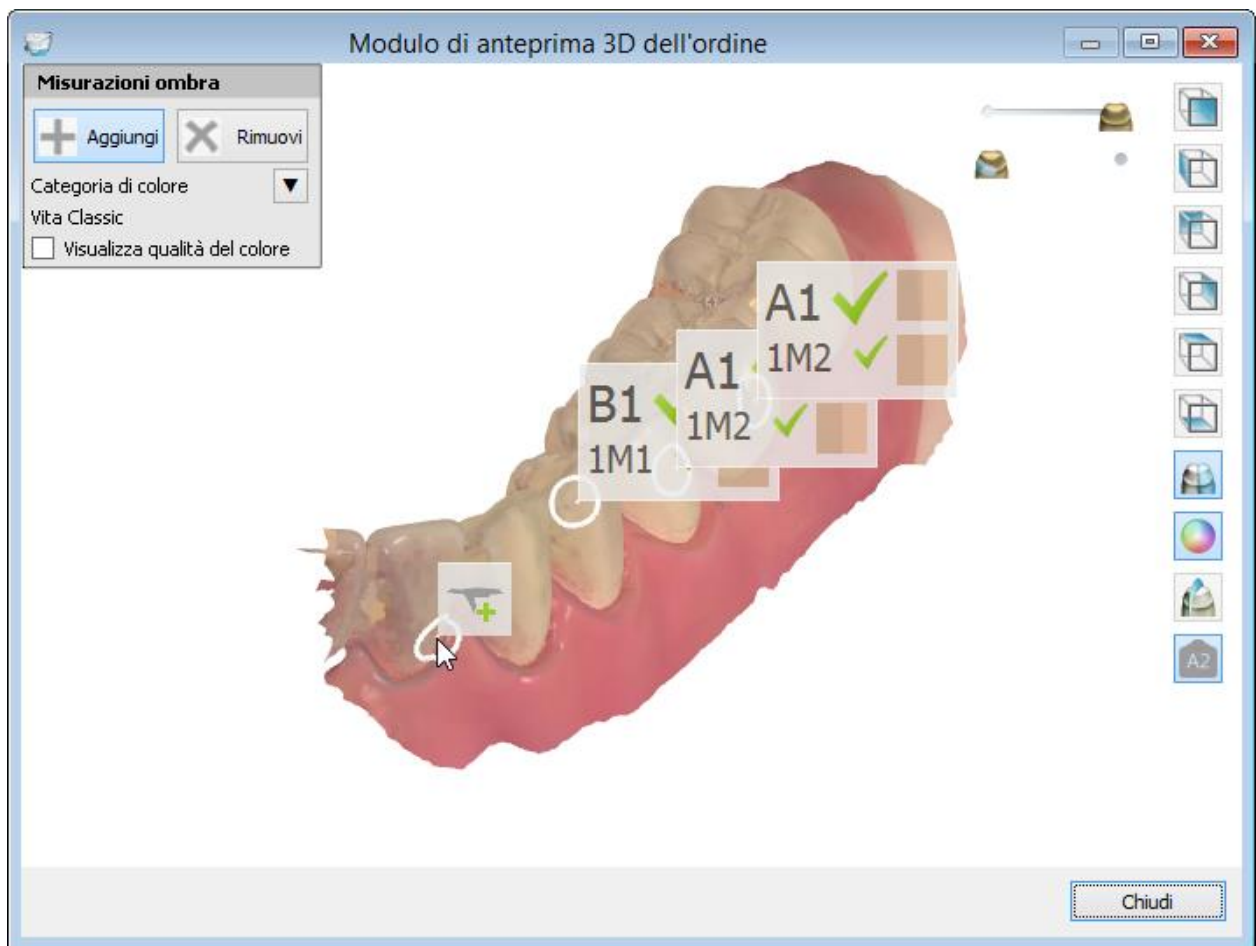 Modulo di anteprima 3D dell'ordine
Misurazioni ombra
Aggiungi
Rimuovi
Categoria di colore
Vita Classic
Visualizza qualità del colore
A1
1M2
A1
1M2
B1
1M1
A2
Chiudi